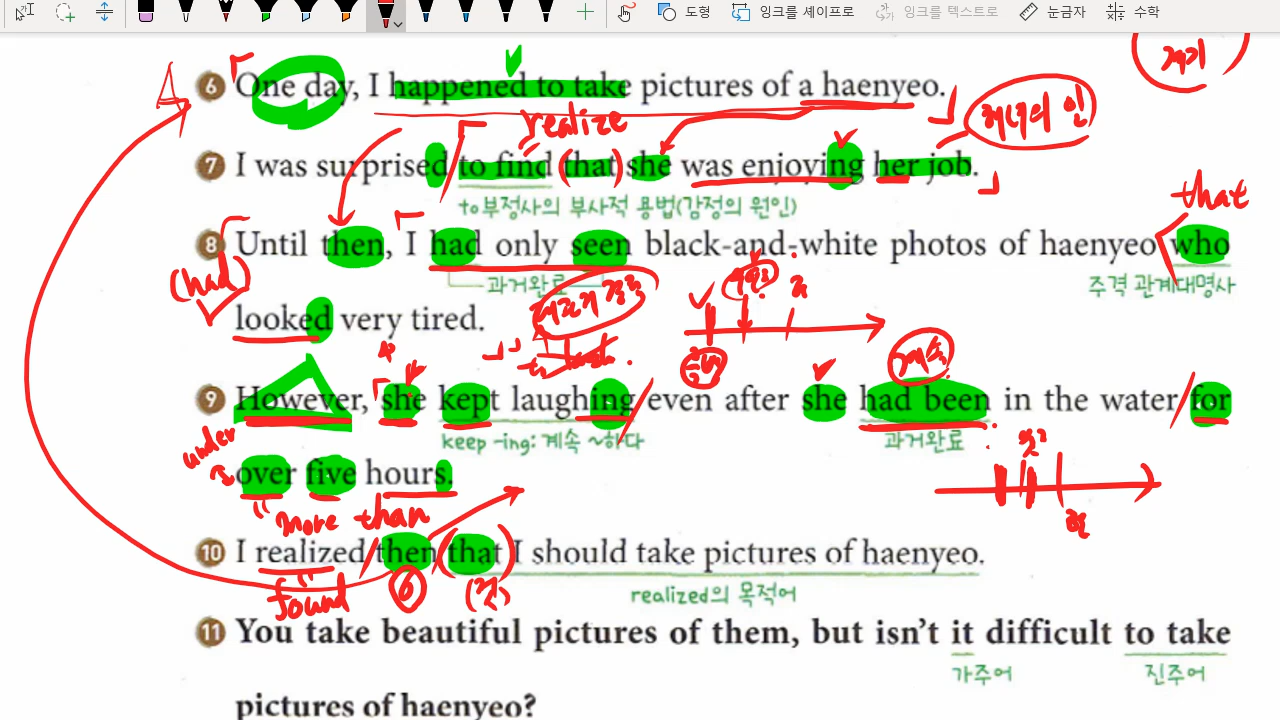 도형 잉크를 셰이프로 잉크를 텍스트로 눈금자 수학
6 One day, I happened to take pictures of a haenyeo.
realize
해녀의 인
7 I was surprised to find (that) she was enjoying her job.
to부정사의 부사적 용법(감정의 원인)
that
8 Until then, I had only seen black-and-white photos of haenyeo who
(had)
과거완료
주격 관계대명사
looked very tired.
계속
9 However, she kept laughing even after she had been in the water for
keep -ing: 계속 ~하다
과거완료
under
over five hours.
more than
10 I realized then (that) I should take pictures of haenyeo.
found
6
(것)
realized의 목적어
11 You take beautiful pictures of them, but isn't it difficult to take
가주어
진주어
pictures of haenyeo?